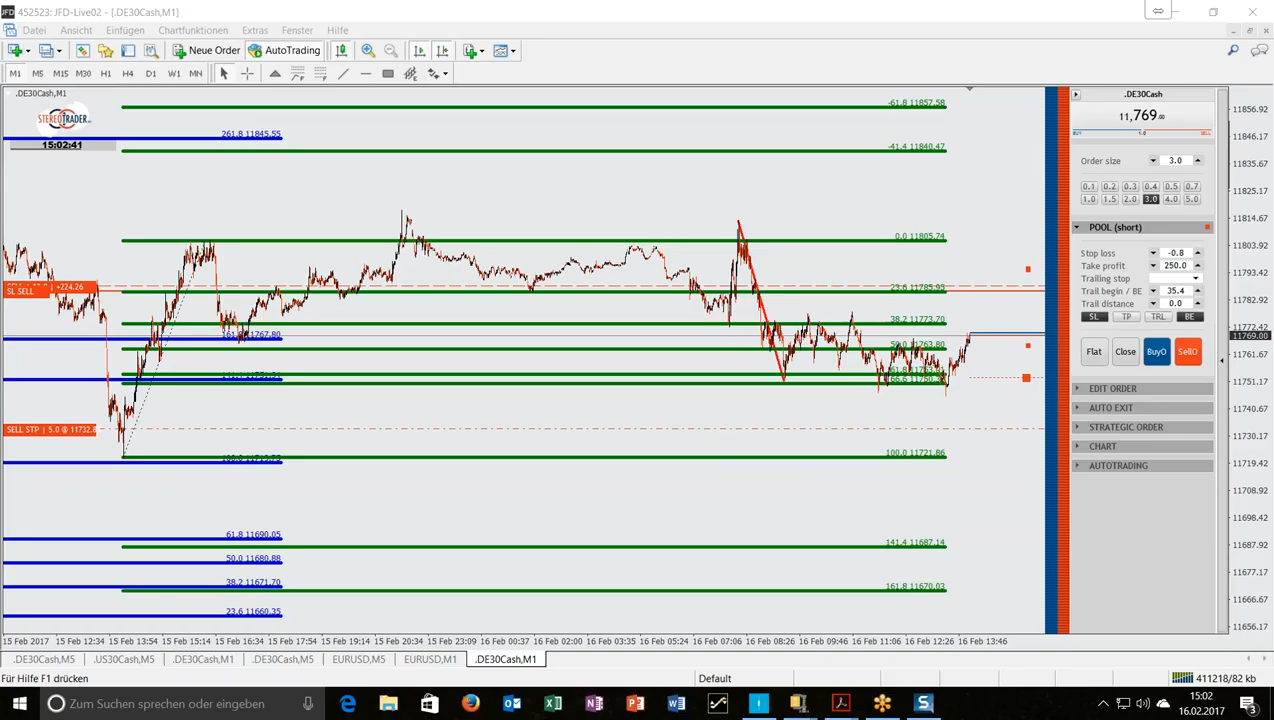 4S2523: JFD-Live02 - [.DE30Cash,M1]
Datei Ansicht Einfügen Chartfunktionen Extras Fenster Hilfe
Neue Order AutoTrading
M1 M5 M15 M30 H1 H4 D1 W1 MN
.DE30Cash,M1
STEREOTRADER
15:02:41
-61.8 11857.58
261.8 11845.55
-41.4 11840.47
0.0 11805.74
+224.26
SL SELL
23.6 11785.95
38.2 11773.70
11767.80
50.0 11763.80
SELL STP | 5.0 @ 11732.8
100.0 11721.86
61.8 11690.05
141.4 11687.14
50.0 11680.88
38.2 11671.70
161.8 11670.03
23.6 11660.35
11856.92
11846.17
11835.67
11825.17
11814.67
11803.92
11793.42
11782.92
11772.42
11769.00
11761.67
11751.17
11740.67
11730.17
11719.42
11708.92
11698.42
11687.92
11677.17
11666.67
11656.17
.DE30Cash
11,769.00
BUY 1.0 SELL
Order size 3.0
0.1 0.2 0.3 0.4 0.5 0.7
1.0 1.5 2.0 3.0 4.0 5.0
POOL (short)
Stop loss -0.8
Take profit 250.0
Trailing stop
Trail begin / BE 35.4
Trail distance 0.0
SL TP TRL BE
Flat Close BuyO SellO
EDIT ORDER
AUTO EXIT
STRATEGIC ORDER
CHART
AUTOTRADING
15 Feb 2017 15 Feb 12:34 15 Feb 13:54 15 Feb 15:14 15 Feb 16:34 15 Feb 17:54 15 Feb 19:14 15 Feb 20:34 15 Feb 23:09 16 Feb 00:37 16 Feb 02:00 16 Feb 03:35 16 Feb 05:24 16 Feb 07:06 16 Feb 08:26 16 Feb 09:46 16 Feb 11:06 16 Feb 12:26 16 Feb 13:46
.DE30Cash,M5 .US30Cash,M5 .DE30Cash,M1 .DE30Cash,M5 EURUSD,M5 EURUSD,M1 .DE30Cash,M1
Für Hilfe F1 drücken Default 411218/82 kb
Zum Suchen sprechen oder eingeben
15:02
16.02.2017
3